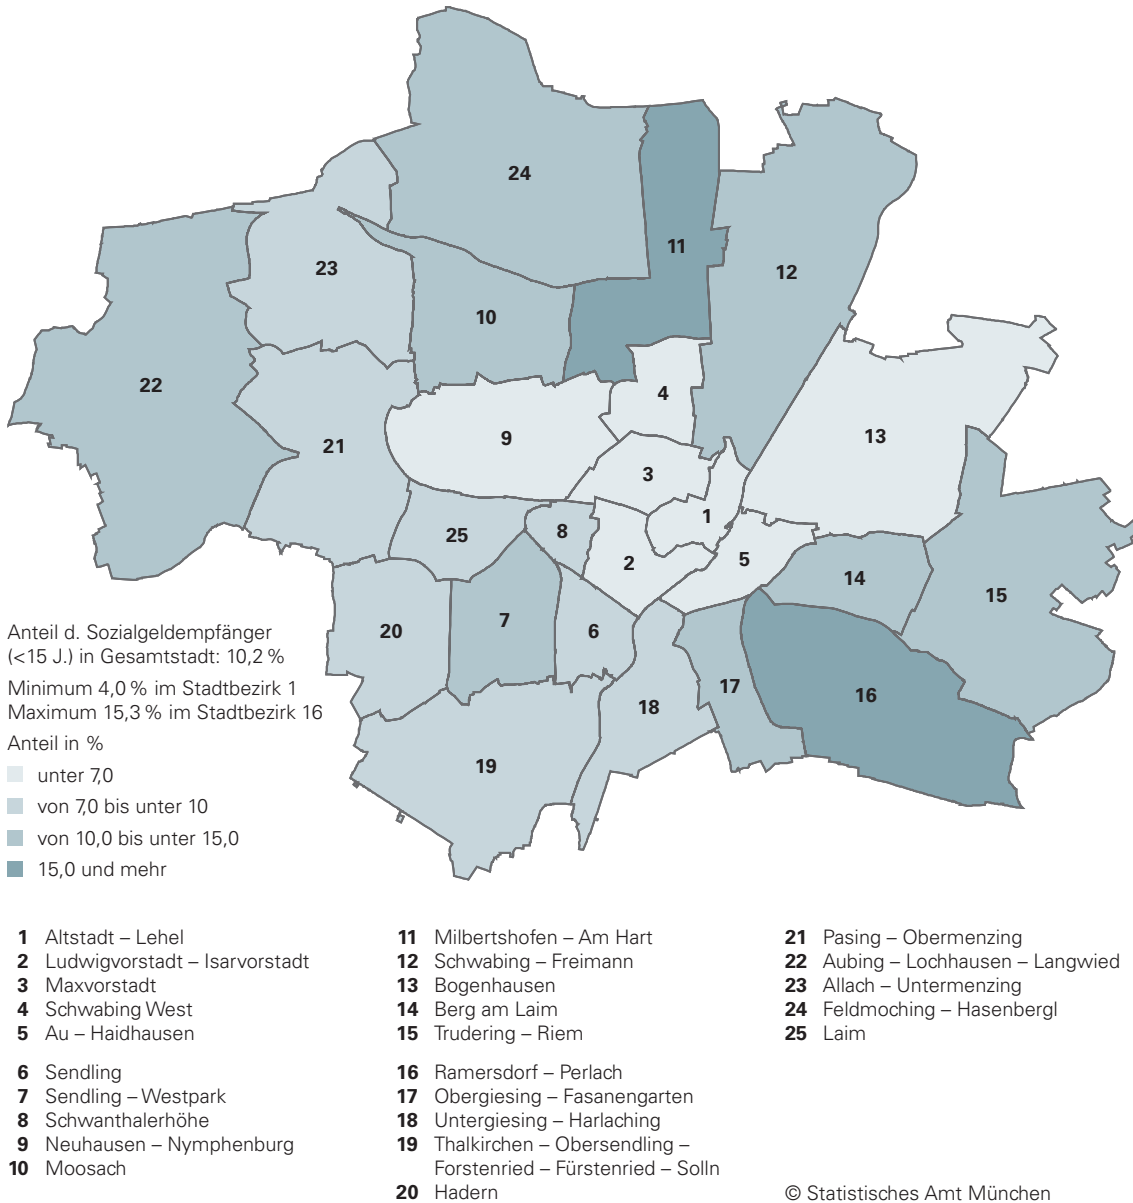 24
11
12
23
10
22
4
13
9
21
3
1
8
25
2
5
14
15
7
20
6
17
16
18
19
Anteil d. Sozialgeldempfänger
(<15 J.) in Gesamtstadt: 10,2 %
Minimum 4,0 % im Stadtbezirk 1
Maximum 15,3 % im Stadtbezirk 16
Anteil in %
unter 7,0
von 7,0 bis unter 10
von 10,0 bis unter 15,0
15,0 und mehr
1 Altstadt – Lehel
2 Ludwigvorstadt – Isarvorstadt
3 Maxvorstadt
4 Schwabing West
5 Au – Haidhausen
6 Sendling
7 Sendling – Westpark
8 Schwanthalerhöhe
9 Neuhausen – Nymphenburg
10 Moosach
11 Milbertshofen – Am Hart
12 Schwabing – Freimann
13 Bogenhausen
14 Berg am Laim
15 Trudering – Riem
16 Ramersdorf – Perlach
17 Obergiesing – Fasanengarten
18 Untergiesing – Harlaching
19 Thalkirchen – Obersendling –
Forstenried – Fürstenried – Solln
20 Hadern
21 Pasing – Obermenzing
22 Aubing – Lochhausen – Langwied
23 Allach – Untermenzing
24 Feldmoching – Hasenbergl
25 Laim
© Statistisches Amt München